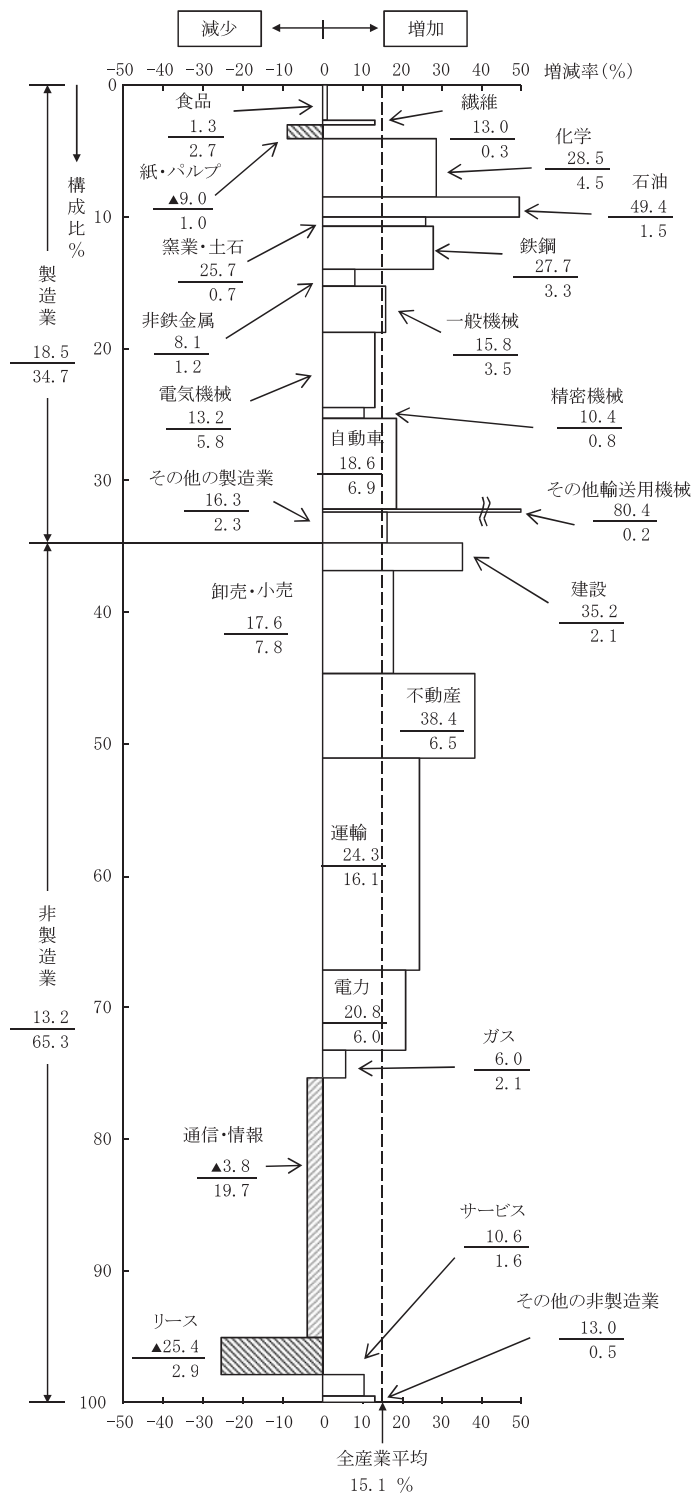 減少
増加
-50 -40 -30 -20 -10 0 10 20 30 40 50 増減率(%)
0
食品
1.3
2.7
繊維
13.0
0.3
紙・パルプ
▲9.0
1.0
化学
28.5
4.5
石油
49.4
1.5
構成比%
10
窯業・土石
25.7
0.7
鉄鋼
27.7
3.3
製造業
18.5
34.7
非鉄金属
8.1
1.2
一般機械
15.8
3.5
20
電気機械
13.2
5.8
精密機械
10.4
0.8
自動車
18.6
6.9
30
その他の製造業
16.3
2.3
その他輸送用機械
80.4
0.2
建設
35.2
2.1
卸売・小売
17.6
7.8
40
不動産
38.4
6.5
50
運輸
24.3
16.1
60
非製造業
13.2
65.3
電力
20.8
6.0
70
ガス
6.0
2.1
80
通信・情報
▲3.8
19.7
サービス
10.6
1.6
90
その他の非製造業
13.0
0.5
リース
▲25.4
2.9
100
-50 -40 -30 -20 -10 0 10 20 30 40 50
全産業平均
15.1 %